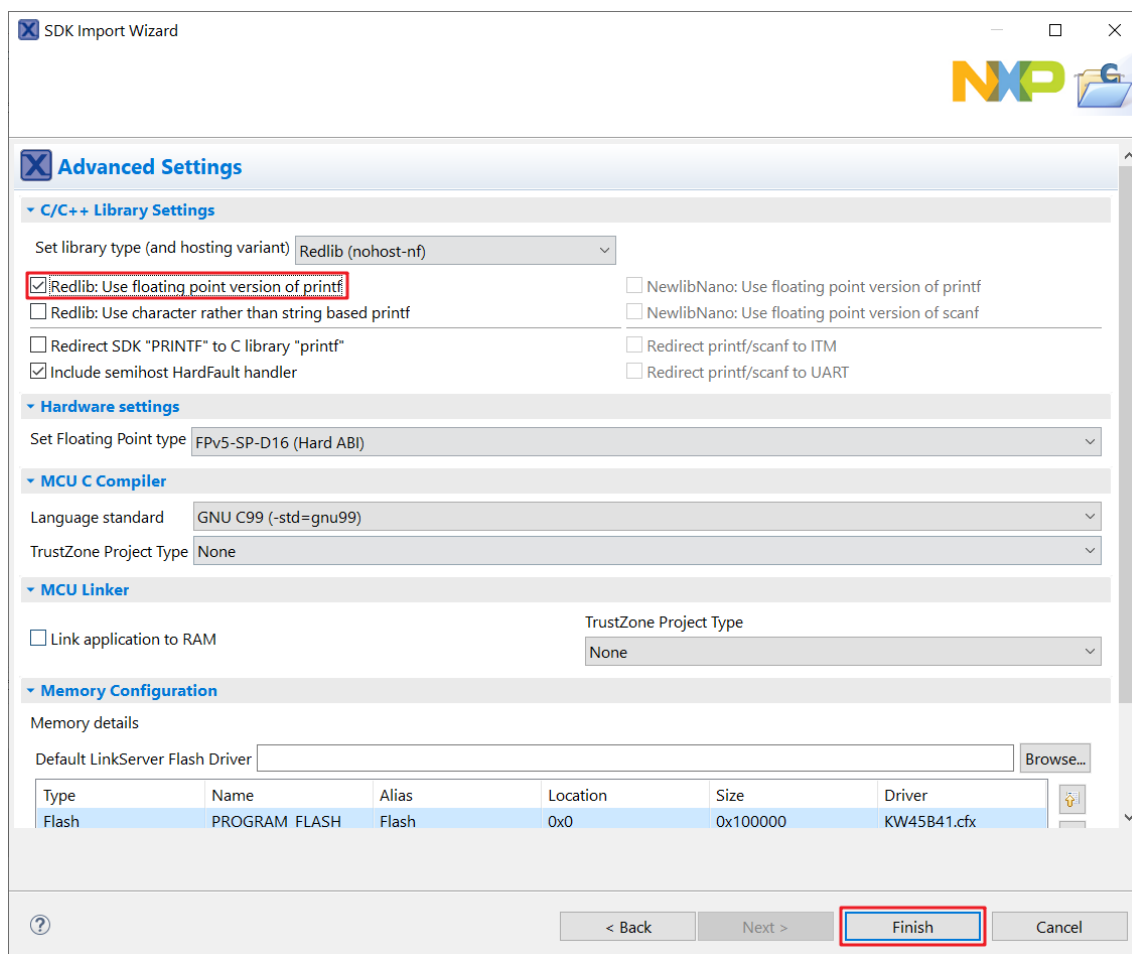 SDK Import Wizard
NXP
Advanced Settings
C/C++ Library Settings
Set library type (and hosting variant) Redlib (nohost-nf)
Redlib: Use floating point version of printf
NewlibNano: Use floating point version of printf
Redlib: Use character rather than string based printf
NewlibNano: Use floating point version of scanf
Redirect SDK "PRINTF" to C library "printf"
Redirect printf/scanf to ITM
Include semihost HardFault handler
Redirect printf/scanf to UART
Hardware settings
Set Floating Point type FPv5-SP-D16 (Hard ABI)
MCU C Compiler
Language standard GNU C99 (-std=gnu99)
TrustZone Project Type None
MCU Linker
Link application to RAM
TrustZone Project Type
None
Memory Configuration
Memory details
Default LinkServer Flash Driver Browse...
Type Name Alias Location Size Driver
Flash PROGRAM_FLASH Flash 0x0 0x100000 KW45B41.cfx
? < Back Next > Finish Cancel